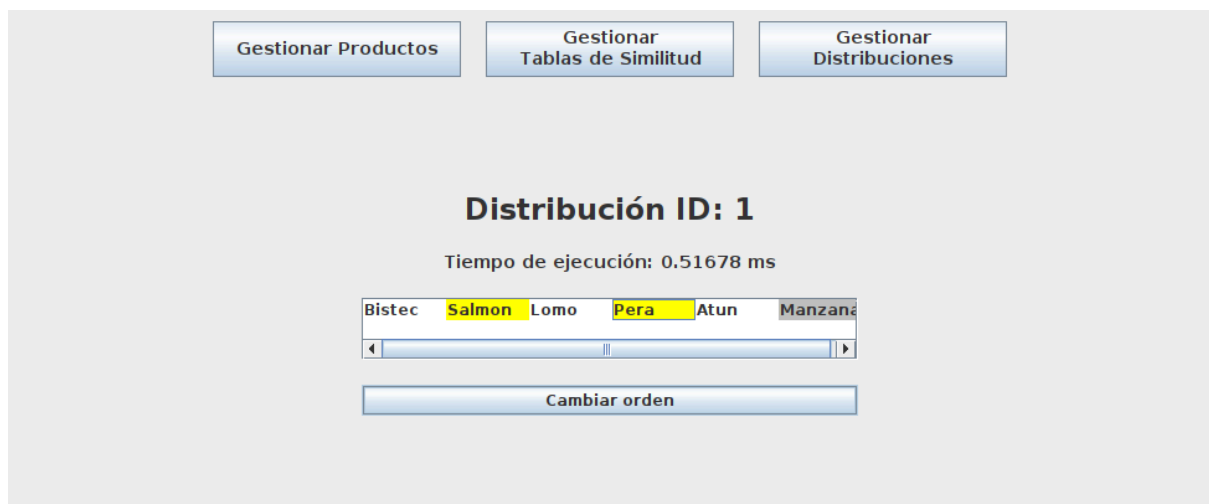 Gestionar Productos
Gestionar
Tablas de Similitud
Gestionar
Distribuciones
Distribución ID: 1
Tiempo de ejecución: 0.51678 ms
Bistec Salmon Lomo Pera Atun Manzana
Cambiar orden